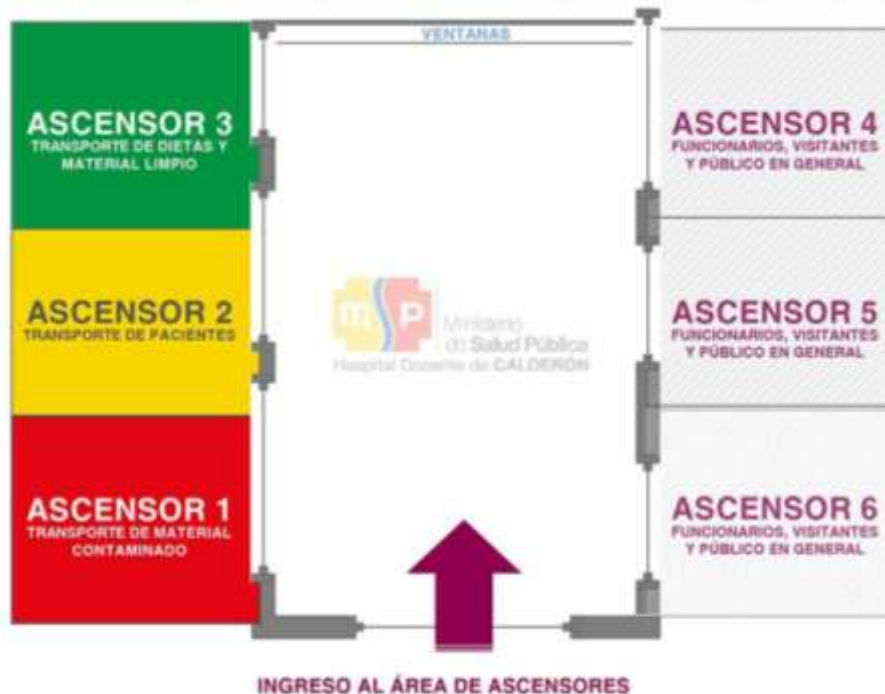 VENTANAS
ASCENSOR 3
TRANSPORTE DE DIETAS Y
MATERIAL LIMPIO
ASCENSOR 2
TRANSPORTE DE PACIENTES
ASCENSOR 1
TRANSPORTE DE MATERIAL
CONTAMINADO
msp
Ministerio
de Salud Pública
Hospital Docente de CALDERÓN
ASCENSOR 4
FUNCIONARIOS, VISITANTES
Y PÚBLICO EN GENERAL
ASCENSOR 5
FUNCIONARIOS, VISITANTES
Y PÚBLICO EN GENERAL
ASCENSOR 6
FUNCIONARIOS, VISITANTES
Y PÚBLICO EN GENERAL
INGRESO AL ÁREA DE ASCENSORES